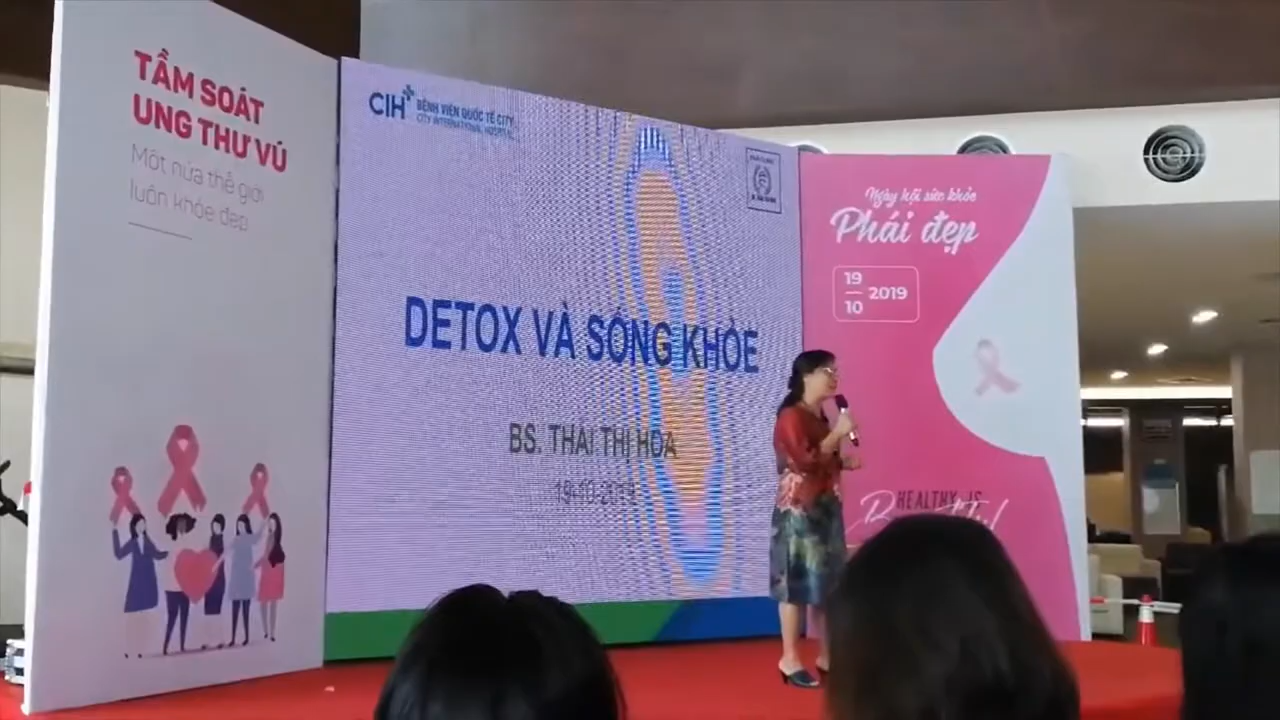 TẦM SOÁT
UNG THƯ VÚ
Một nửa thế giới
luôn khỏe đẹp
CIH
BỆNH VIỆN QUỐC TẾ CITY
CITY INTERNATIONAL HOSPITAL
DETOX VÀ SỐNG KHỎE
BS. THÁI THỊ HOA
19-10-2019
Ngày hội sức khỏe
Phái đẹp
19
10
2019
HEALTHY IS